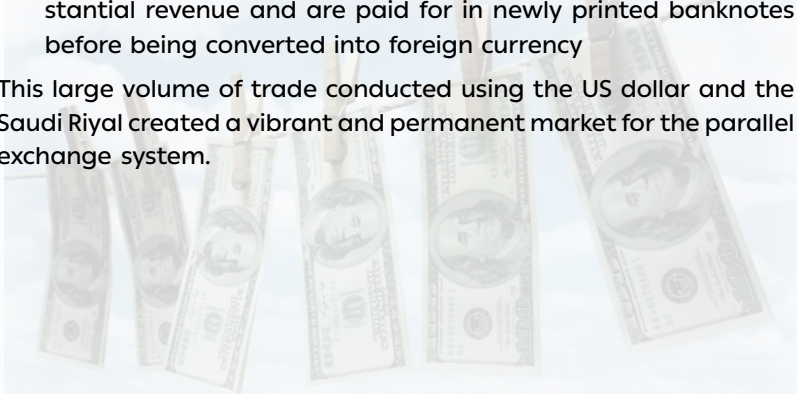 stantial revenue and are paid for in newly printed banknotes
before being converted into foreign currency
This large volume of trade conducted using the US dollar and the
Saudi Riyal created a vibrant and permanent market for the parallel
exchange system.